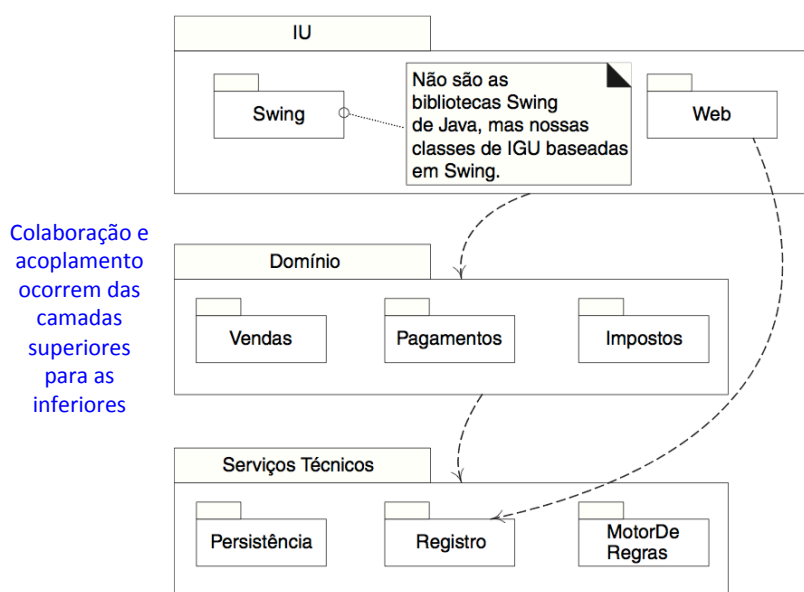 IU
Swing
Não são as
bibliotecas Swing
de Java, mas nossas
classes de IGU baseadas
em Swing.
Web
Colaboração e
acoplamento
ocorrem das
camadas
superiores
para as
inferiores
Domínio
Vendas
Pagamentos
Impostos
Serviços Técnicos
Persistência
Registro
MotorDe
Regras